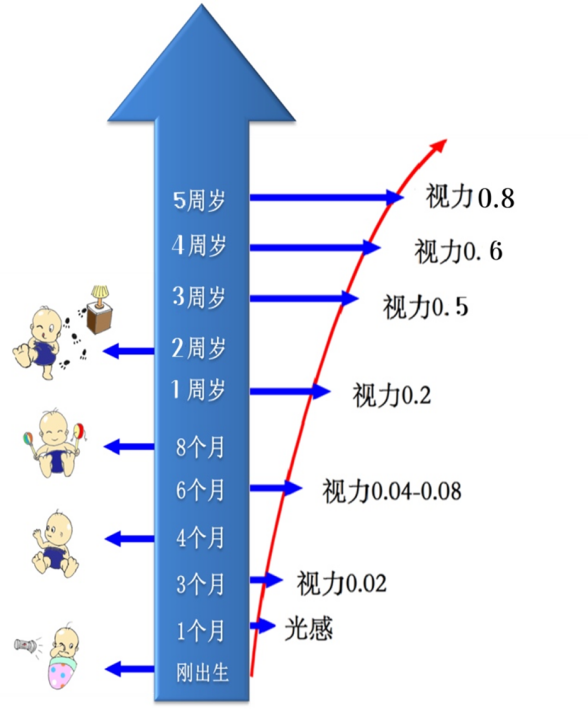 5周岁
视力0.8
4周岁
视力0.6
3周岁
视力0.5
2周岁
1周岁
视力0.2
8个月
6个月
视力0.04-0.08
4个月
3个月
视力0.02
1个月
光感
刚出生